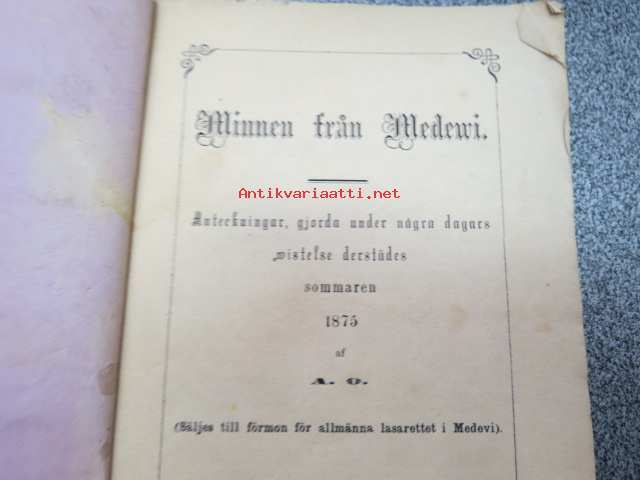 Minnen från Medewi.
Antikvariaatti.net
Anteckningar, gjorda under några dagars
wistelse derstädes
sommaren
1875
af
A. O.
(Säljes till förmon för allmänna lasarettet i Medevi).